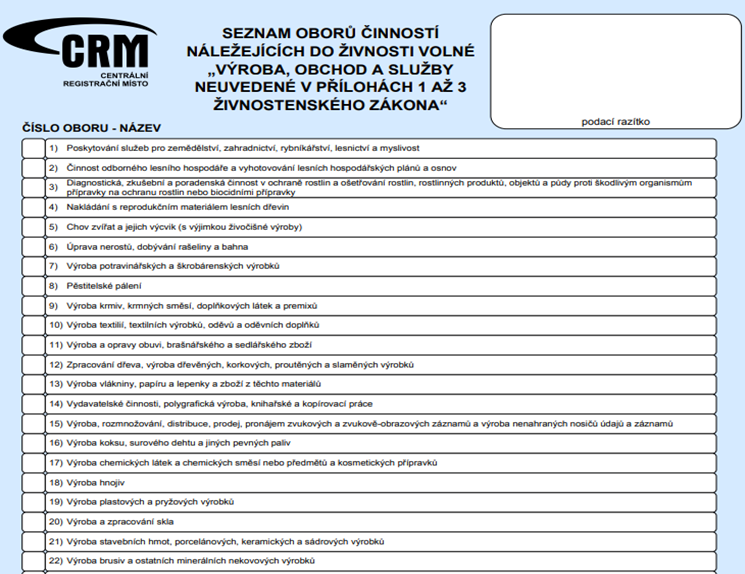 CRM
CENTRÁLNÍ
REGISTRAČNÍ MÍSTO
SEZNAM OBORŮ ČINNOSTÍ
NÁLEŽEJÍCÍCH DO ŽIVNOSTI VOLNÉ
„VÝROBA, OBCHOD A SLUŽBY
NEUVEDENÉ V PŘÍLOHÁCH 1 AŽ 3
ŽIVNOSTENSKÉHO ZÁKONA“
podací razítko
ČÍSLO OBORU - NÁZEV
1) Poskytování služeb pro zemědělství, zahradnictví, rybníkářství, lesnictví a myslivost
2) Činnost odborného lesního hospodáře a vyhotovování lesních hospodářských plánů a osnov
3) Diagnostická, zkušební a poradenská činnost v ochraně rostlin a ošetřování rostlin, rostlinných produktů, objektů a půdy proti škodlivým organismům
přípravky na ochranu rostlin nebo biocidními přípravky
4) Nakládání s reprodukčním materiálem lesních dřevin
5) Chov zvířat a jejich výcvik (s výjimkou živočišné výroby)
6) Úprava nerostů, dobývání rašeliny a bahna
7) Výroba potravinářských a škrobárenských výrobků
8) Pěstitelské pálení
9) Výroba krmiv, krmných směsí, doplňkových látek a premixů
10) Výroba textilií, textilních výrobků, oděvů a oděvních doplňků
11) Výroba a opravy obuvi, brašnářského a sedlářského zboží
12) Zpracování dřeva, výroba dřevěných, korkových, proutěných a slaměných výrobků
13) Výroba vlákniny, papíru a lepenky a zboží z těchto materiálů
14) Vydavatelské činnosti, polygrafická výroba, knihařské a kopírovací práce
15) Výroba, rozmnožování, distribuce, prodej, pronájem zvukových a zvukově-obrazových záznamů a výroba nenahraných nosičů údajů a záznamů
16) Výroba koksu, surového dehtu a jiných pevných paliv
17) Výroba chemických látek a chemických směsí nebo předmětů a kosmetických přípravků
18) Výroba hnojiv
19) Výroba plastových a pryžových výrobků
20) Výroba a zpracování skla
21) Výroba stavebních hmot, porcelánových, keramických a sádrových výrobků
22) Výroba brusiv a ostatních minerálních nekovových výrobků